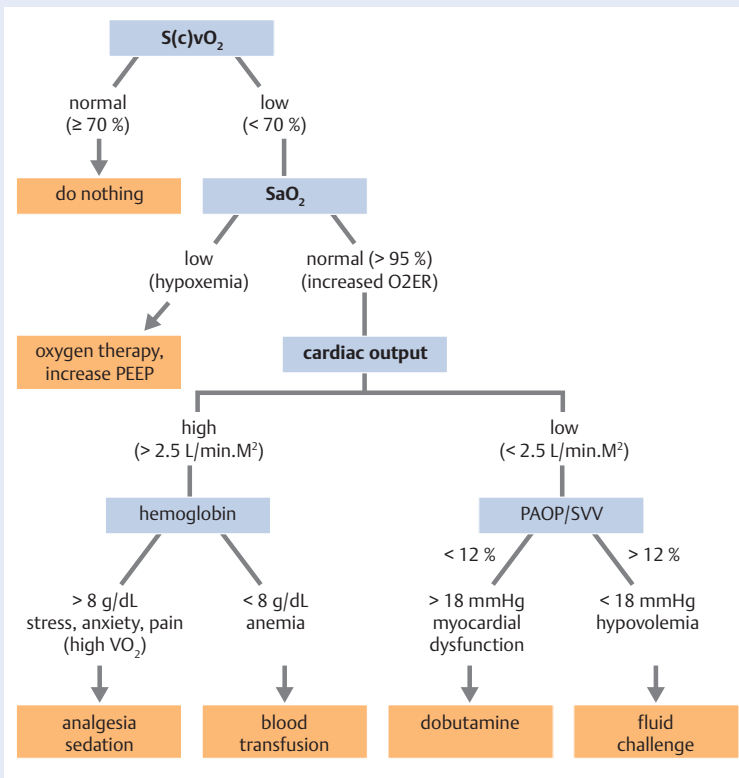 S(c)vO₂
normal
(≥ 70 %)
low
(< 70 %)
do nothing
SaO₂
low
(hypoxemia)
normal (> 95 %)
(increased O2ER)
oxygen therapy,
increase PEEP
cardiac output
high
(> 2.5 L/min.M²)
low
(< 2.5 L/min.M²)
hemoglobin
PAOP/SVV
< 12 %
> 12 %
> 8 g/dL
stress, anxiety, pain
(high VO₂)
< 8 g/dL
anemia
> 18 mmHg
myocardial
dysfunction
< 18 mmHg
hypovolemia
analgesia
sedation
blood
transfusion
dobutamine
fluid
challenge